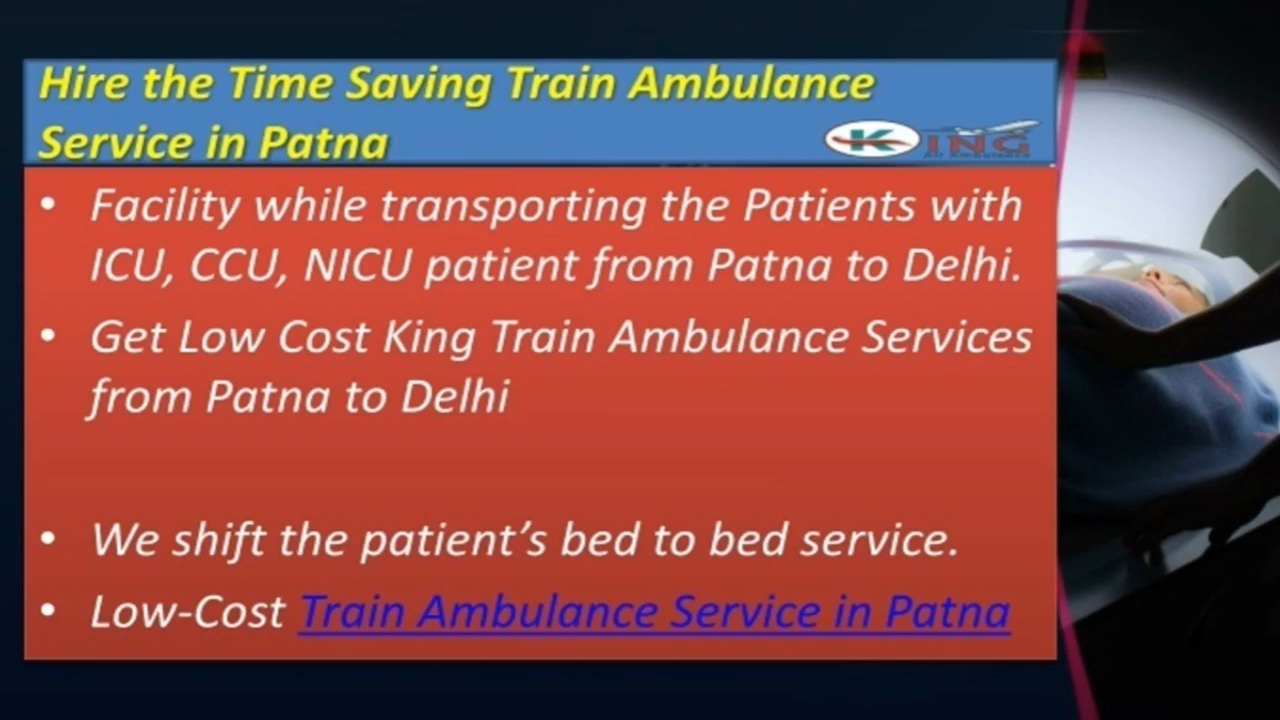 Hire the Time Saving Train Ambulance
Service in Patna
KING
Air Ambulance
• Facility while transporting the Patients with
ICU, CCU, NICU patient from Patna to Delhi.
• Get Low Cost King Train Ambulance Services
from Patna to Delhi
• We shift the patient’s bed to bed service.
• Low-Cost Train Ambulance Service in Patna